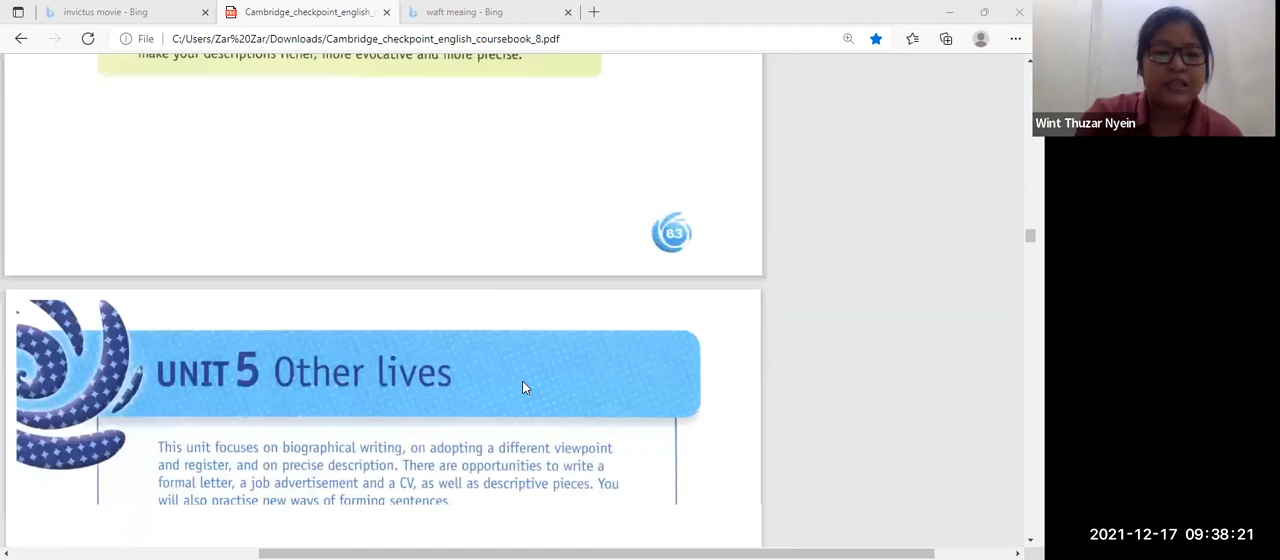 invictus movie - Bing
Cambridge_checkpoint_english_c
waft meaing - Bing
File
C:/Users/Zar%20Zar/Downloads/Cambridge_checkpoint_english_coursebook_8.pdf
make your descriptions richer, more evocative and more precise.
63
UNIT 5 Other lives
This unit focuses on biographical writing, on adopting a different viewpoint
and register, and on precise description. There are opportunities to write a
formal letter, a job advertisement and a CV, as well as descriptive pieces. You
will also practise new ways of forming sentences.
Wint Thuzar Nyein
2021-12-17 09:38:21